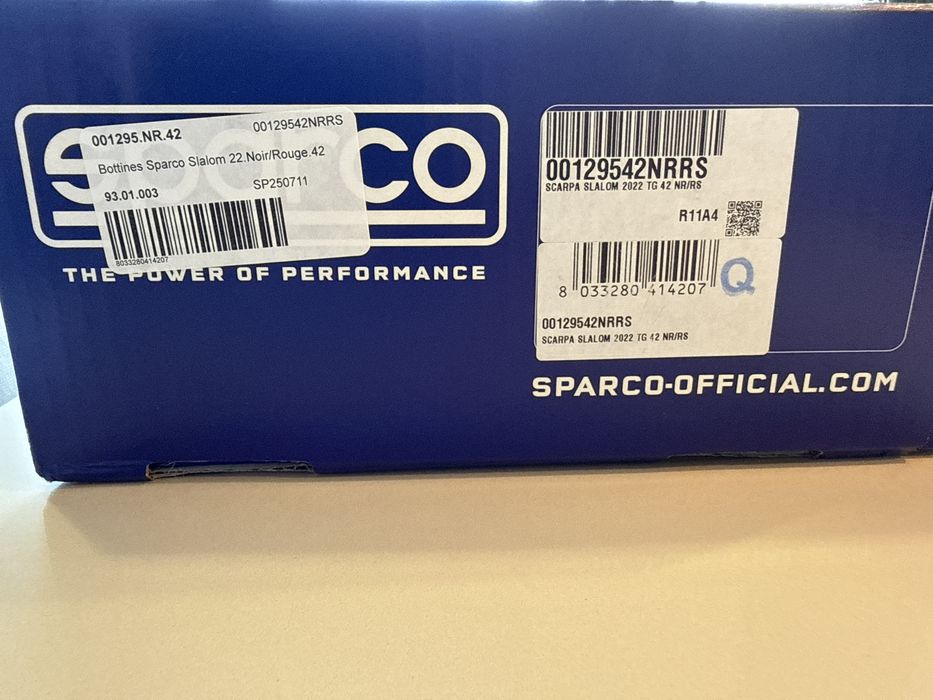 SPARCO
001295.NR.42 00129542NRRS
Bottines Sparco Slalom 22.Noir/Rouge.42
93.01.003 SP250711
8033280414207
THE POWER OF PERFORMANCE
00129542NRRS
SCARPA SLALOM 2022 TG 42 NR/RS
R11A4
8 033280 414207 Q
00129542NRRS
SCARPA SLALOM 2022 TG 42 NR/RS
SPARCO-OFFICIAL.COM